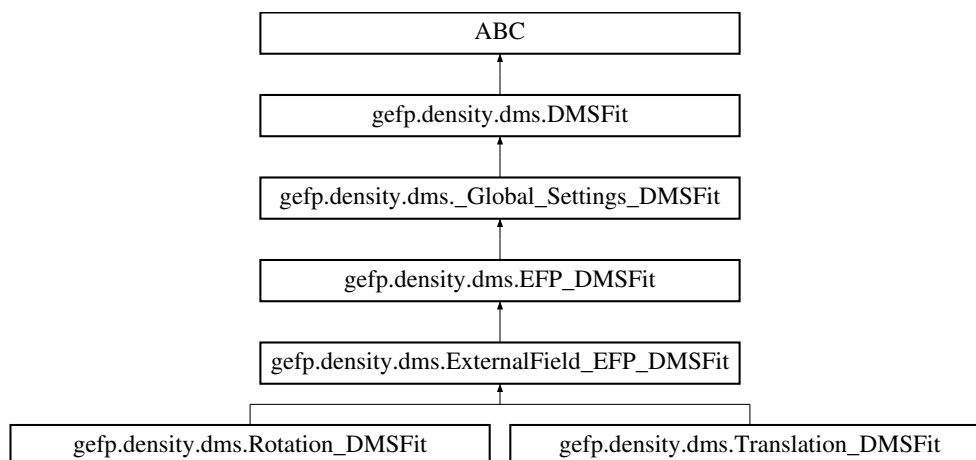 ABC
gefp.density.dms.DMSFit
gefp.density.dms._Global_Settings_DMSFit
gefp.density.dms.EFP_DMSFit
gefp.density.dms.ExternalField_EFP_DMSFit
gefp.density.dms.Rotation_DMSFit
gefp.density.dms.Translation_DMSFit